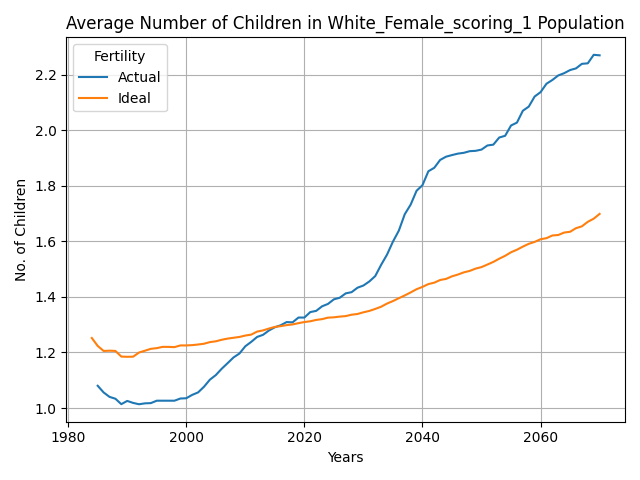 Average Number of Children in White_Female_scoring_1 Population
Fertility
Actual
Ideal
2.2
2.0
1.8
1.6
1.4
1.2
1.0
No. of Children
1980
2000
2020
2040
2060
Years